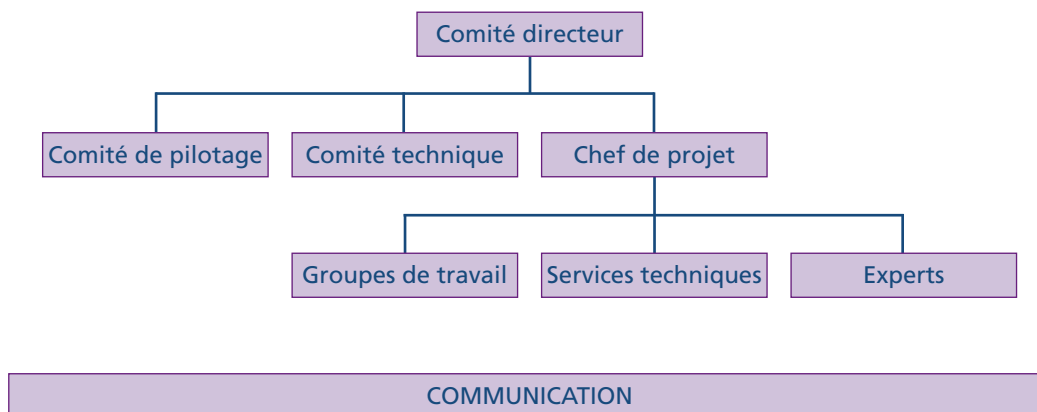 Comité directeur
Comité de pilotage
Comité technique
Chef de projet
Groupes de travail
Services techniques
Experts
COMMUNICATION